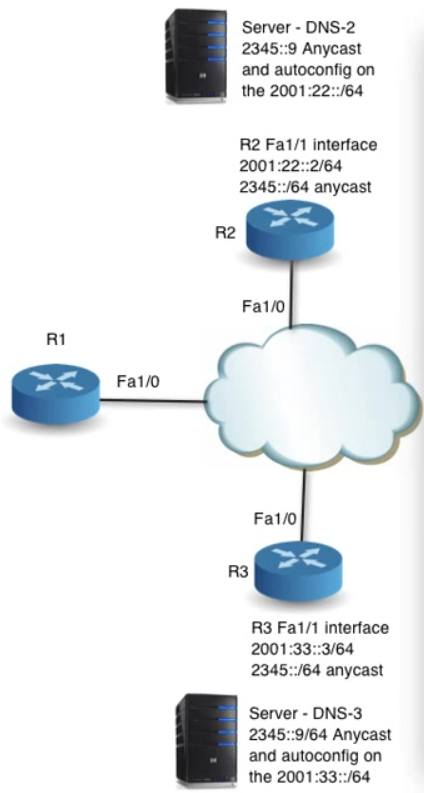 Server - DNS-2
2345::9 Anycast
and autoconfig on
the 2001:22::/64
R2 Fa1/1 interface
2001:22::2/64
2345::/64 anycast
R2
Fa1/0
R1
Fa1/0
Fa1/0
R3
R3 Fa1/1 interface
2001:33::3/64
2345::/64 anycast
Server - DNS-3
2345::9/64 Anycast
and autoconfig on
the 2001:33::/64